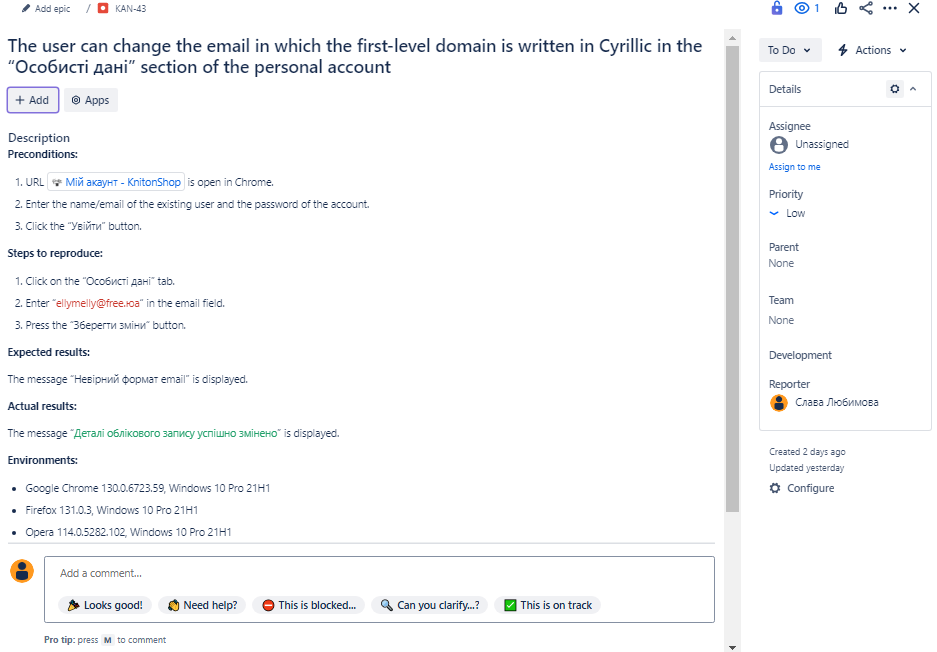 Add epic / KAN-43
1
The user can change the email in which the first-level domain is written in Cyrillic in the
“Особисті дані” section of the personal account
+ Add Apps
Description
Preconditions:
1. URL Мій акаунт - KnitonShop is open in Chrome.
2. Enter the name/email of the existing user and the password of the account.
3. Click the “Увійти” button.
Steps to reproduce:
1. Click on the “Особисті дані” tab.
2. Enter “ellymelly@free.юа” in the email field.
3. Press the “Зберегти зміни” button.
Expected results:
The message “Невірний формат email” is displayed.
Actual results:
The message “Деталі облікового запису успішно змінено” is displayed.
Environments:
• Google Chrome 130.0.6723.59, Windows 10 Pro 21H1
• Firefox 131.0.3, Windows 10 Pro 21H1
• Opera 114.0.5282.102, Windows 10 Pro 21H1
Add a comment...
Looks good! Need help? This is blocked... Can you clarify...? This is on track
Pro tip: press M to comment
To Do Actions
Details
Assignee
Unassigned
Assign to me
Priority
Low
Parent
None
Team
None
Development
Reporter
Слава Любимова
Created 2 days ago
Updated yesterday
Configure